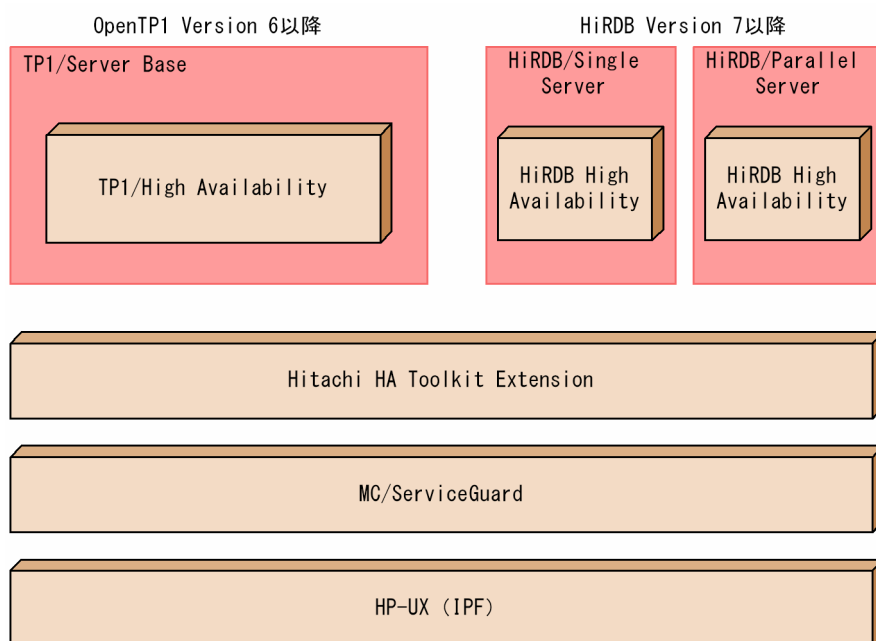 OpenTP1 Version 6以降
HiRDB Version 7以降
TP1/Server Base
HiRDB/Single
Server
HiRDB/Parallel
Server
TP1/High Availability
HiRDB High
Availability
HiRDB High
Availability
Hitachi HA Toolkit Extension
MC/ServiceGuard
HP-UX（IPF）